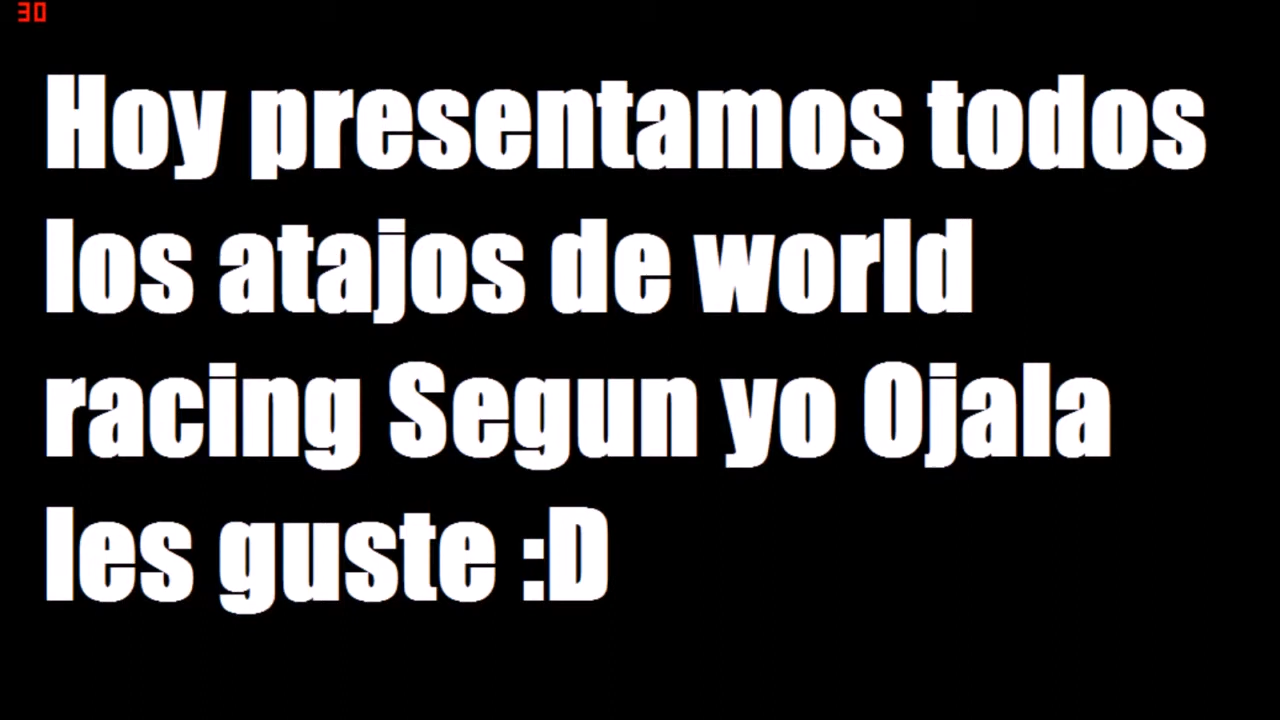 30
Hoy presentamos todos
los atajos de world
racing Segun yo Ojala
les guste :D